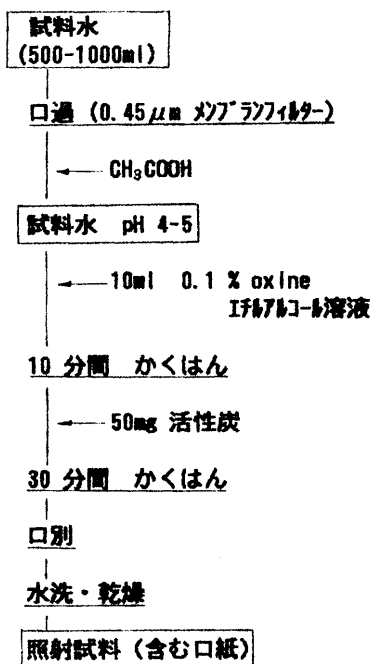 試料水
(500-1000ml)
口過 (0.45μm ﾒﾝﾌﾞﾗﾝﾌｨﾙﾀｰ)
CH₃COOH
試料水 pH 4-5
10ml 0.1 % oxine
ｴﾁﾙｱﾙｺｰﾙ溶液
10 分間 かくはん
50mg 活性炭
30 分間 かくはん
口別
水洗・乾燥
照射試料 (含む口紙)